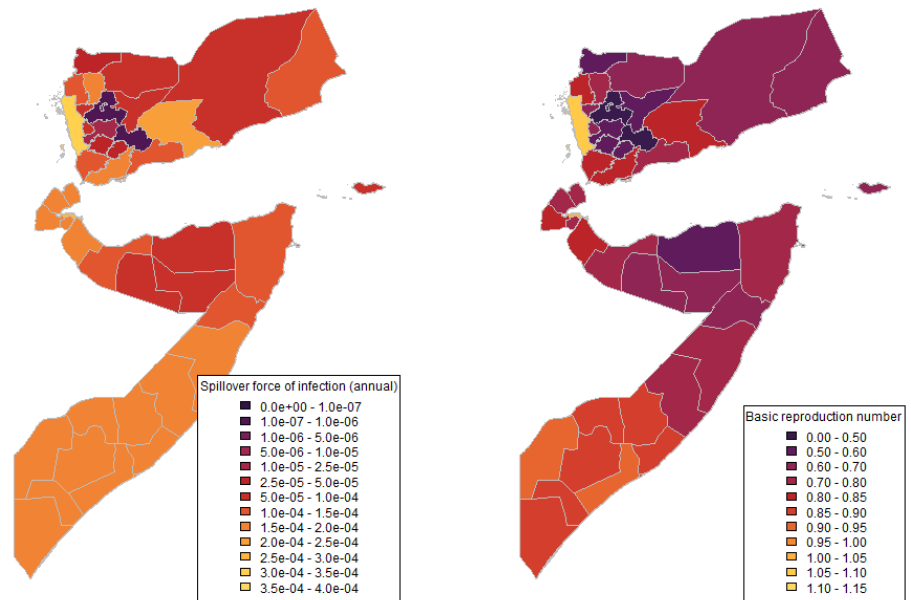 Spillover force of infection (annual)
0.0e+00 - 1.0e-07
1.0e-07 - 1.0e-06
1.0e-06 - 5.0e-06
5.0e-06 - 1.0e-05
1.0e-05 - 2.5e-05
2.5e-05 - 5.0e-05
5.0e-05 - 1.0e-04
1.0e-04 - 1.5e-04
1.5e-04 - 2.0e-04
2.0e-04 - 2.5e-04
2.5e-04 - 3.0e-04
3.0e-04 - 3.5e-04
3.5e-04 - 4.0e-04
Basic reproduction number
0.00 - 0.50
0.50 - 0.60
0.60 - 0.70
0.70 - 0.80
0.80 - 0.85
0.85 - 0.90
0.90 - 0.95
0.95 - 1.00
1.00 - 1.05
1.05 - 1.10
1.10 - 1.15